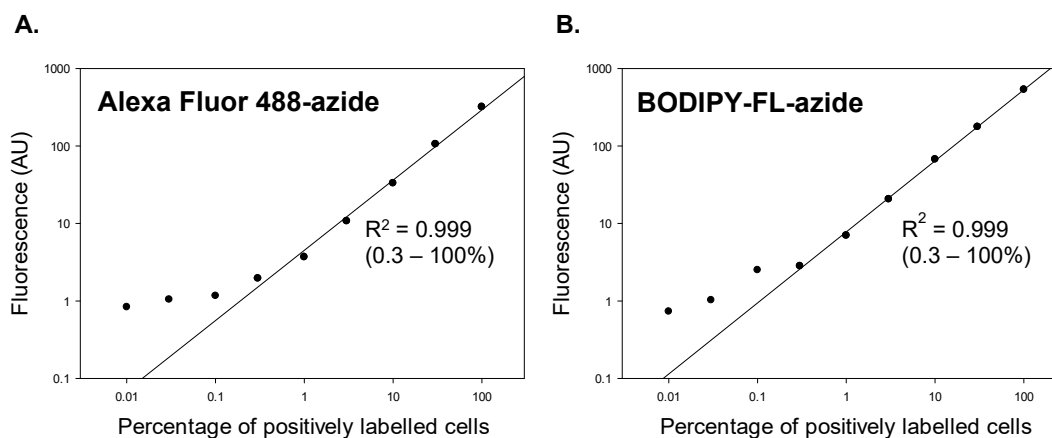 A.
Alexa Fluor 488-azide
R² = 0.999
(0.3 – 100%)
Fluorescence (AU)
1000
100
10
1
0.1
0.01
0.1
1
10
100
Percentage of positively labelled cells
B.
BODIPY-FL-azide
R² = 0.999
(0.3 – 100%)
Fluorescence (AU)
1000
100
10
1
0.1
0.01
0.1
1
10
100
Percentage of positively labelled cells